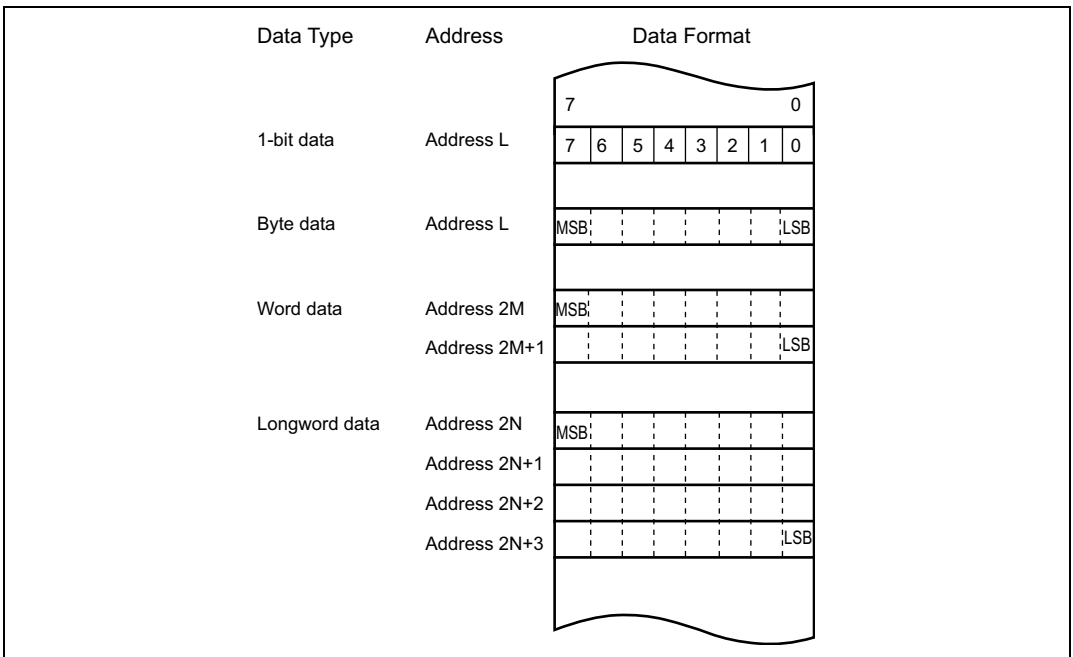 Data Type Address Data Format
7 0
1-bit data Address L 7 6 5 4 3 2 1 0
Byte data Address L MSB LSB
Word data Address 2M MSB
Address 2M+1 LSB
Longword data Address 2N MSB
Address 2N+1
Address 2N+2
Address 2N+3 LSB